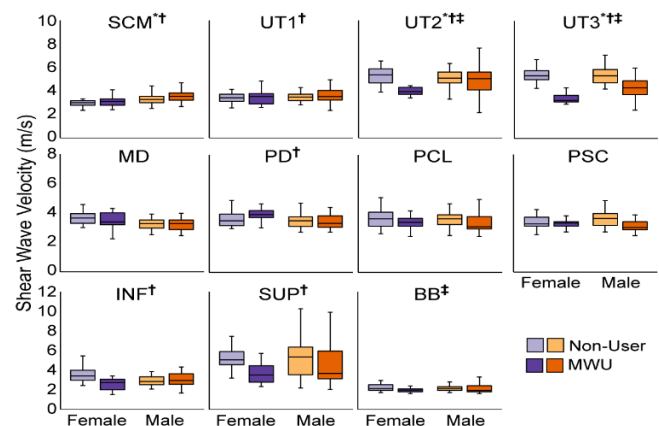 SCM*† UT1† UT2*†‡ UT3*†‡
10
8
6
4
2
0
MD PD† PCL PSC
8
6
4
2
0
Female Male
INF† SUP† BB‡
12
10
8
6
4
2
0
Female Male Female Male Female Male
Shear Wave Velocity (m/s)
Non-User
MWU